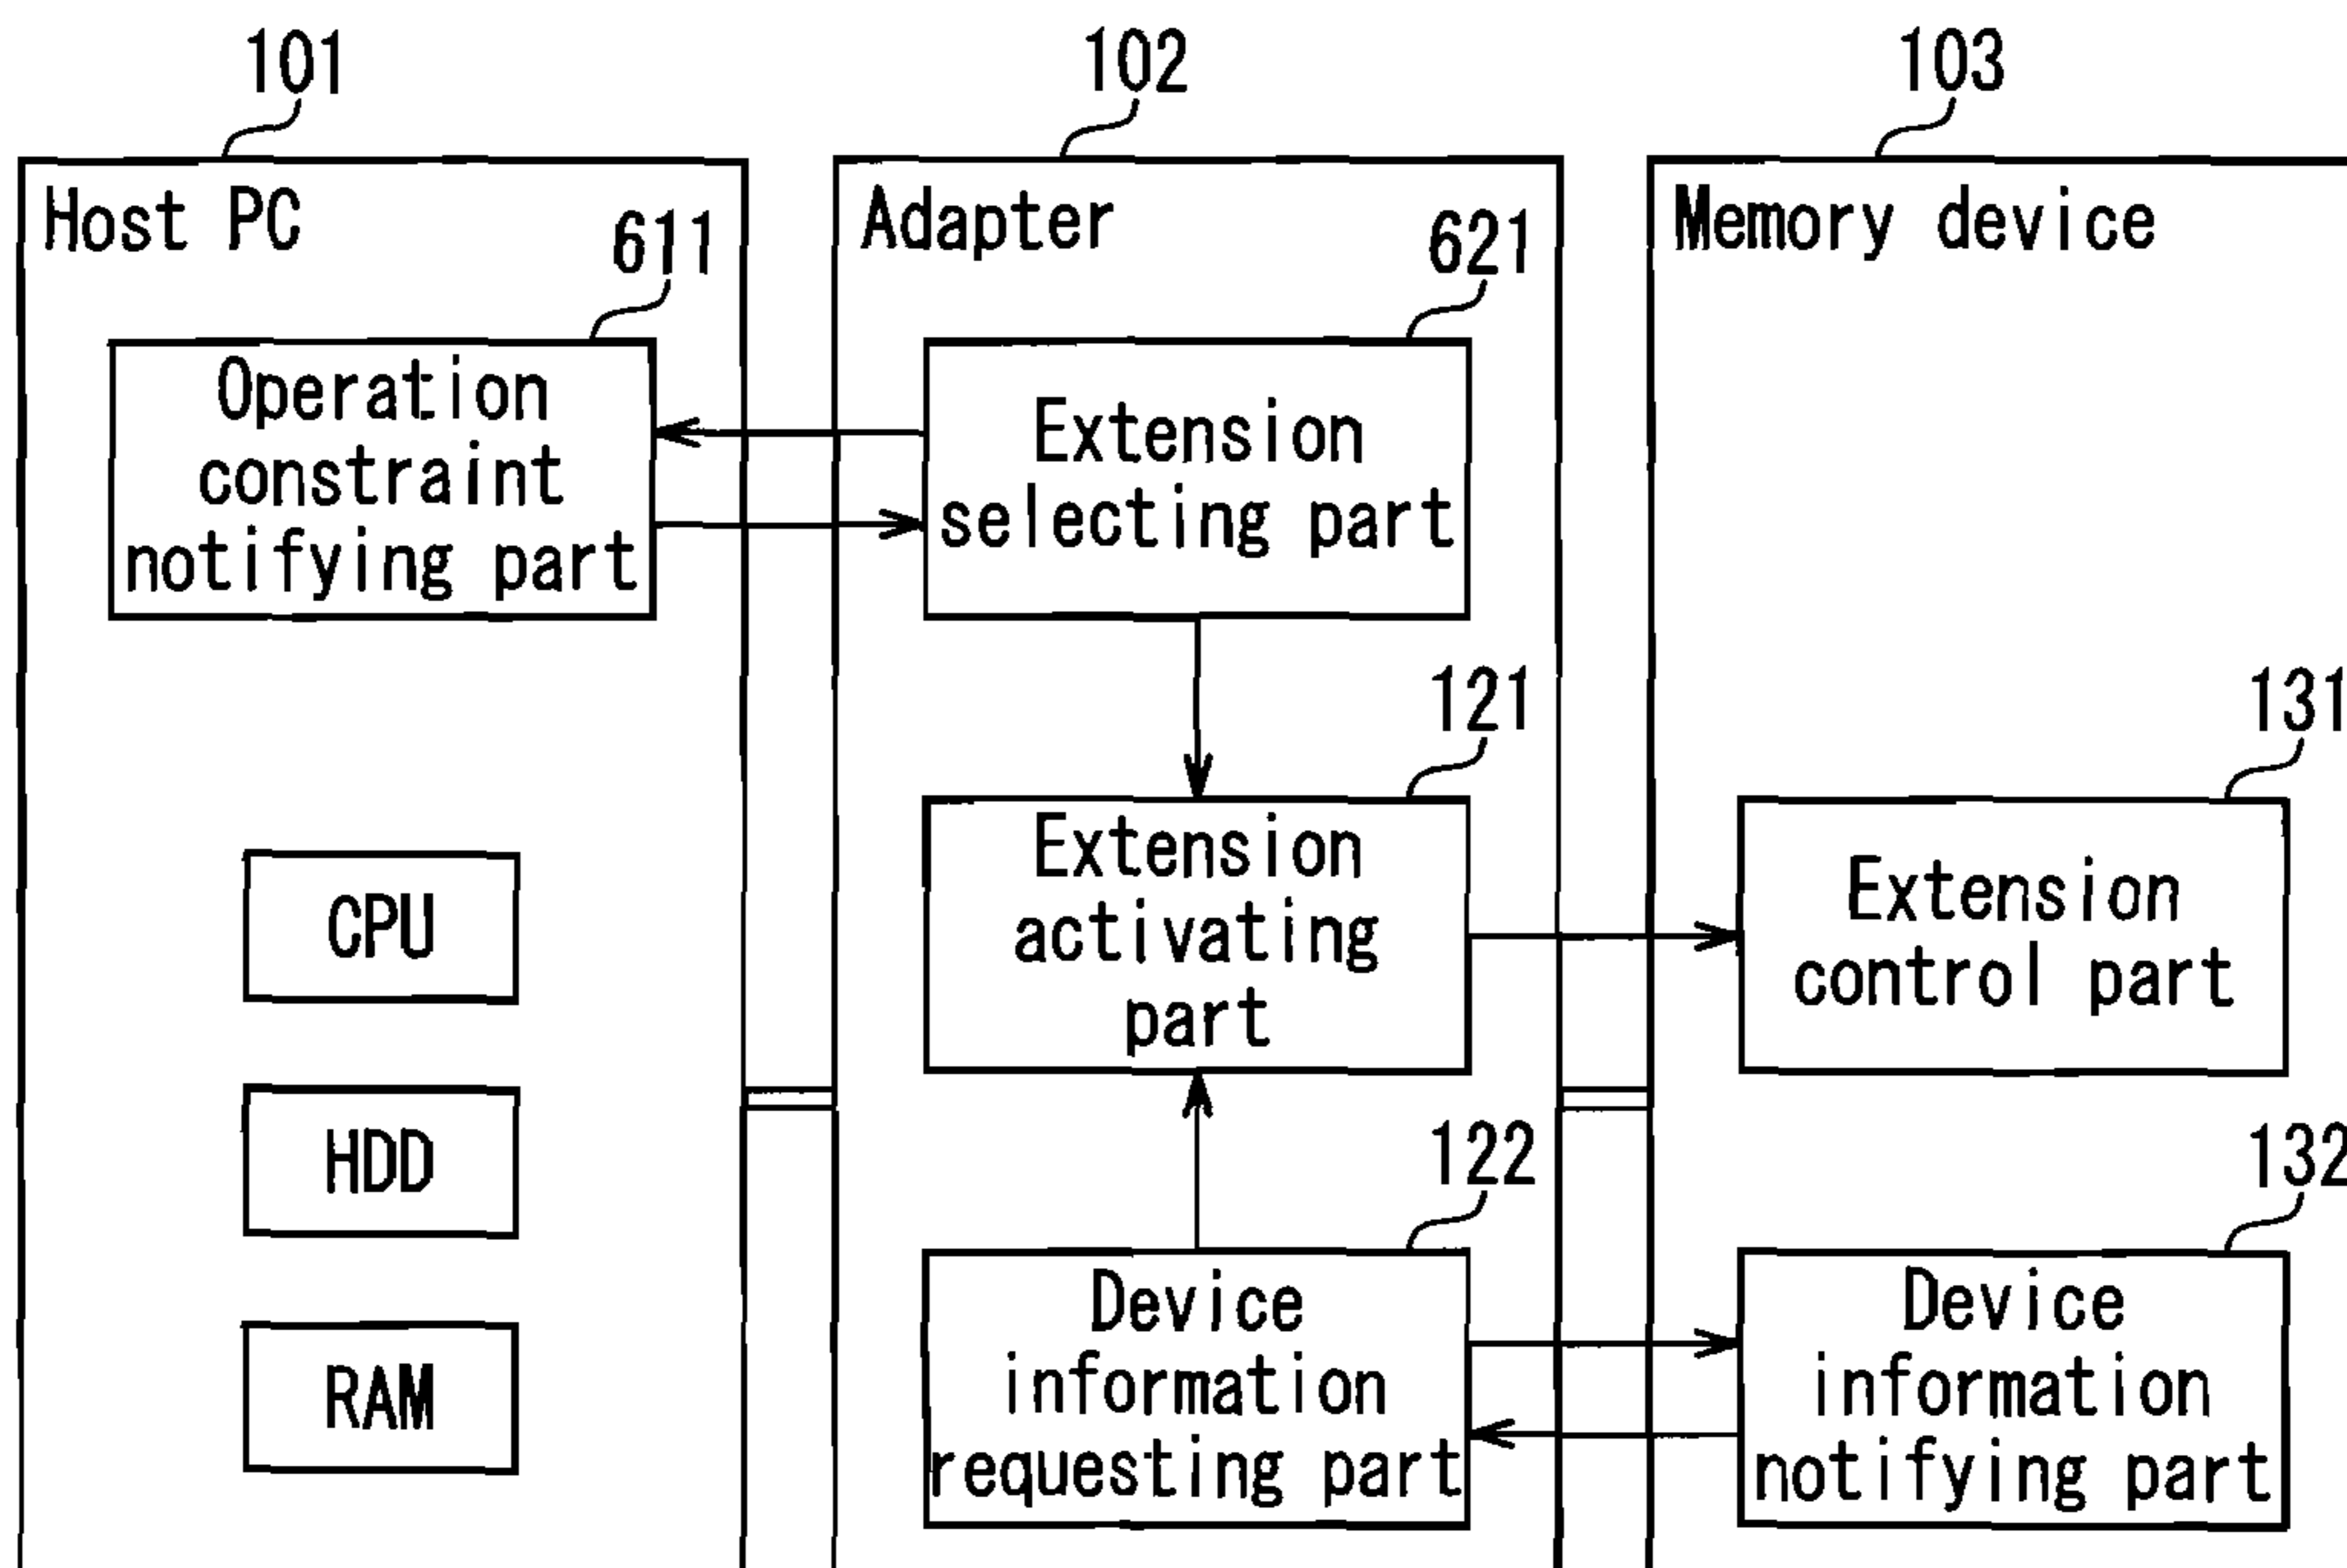 101
102
103
Host PC
611
Operation
constraint
notifying part
CPU
HDD
RAM
Adapter
621
Extension
selecting part
121
Extension
activating
part
122
Device
information
requesting part
Memory device
131
Extension
control part
132
Device
information
notifying part